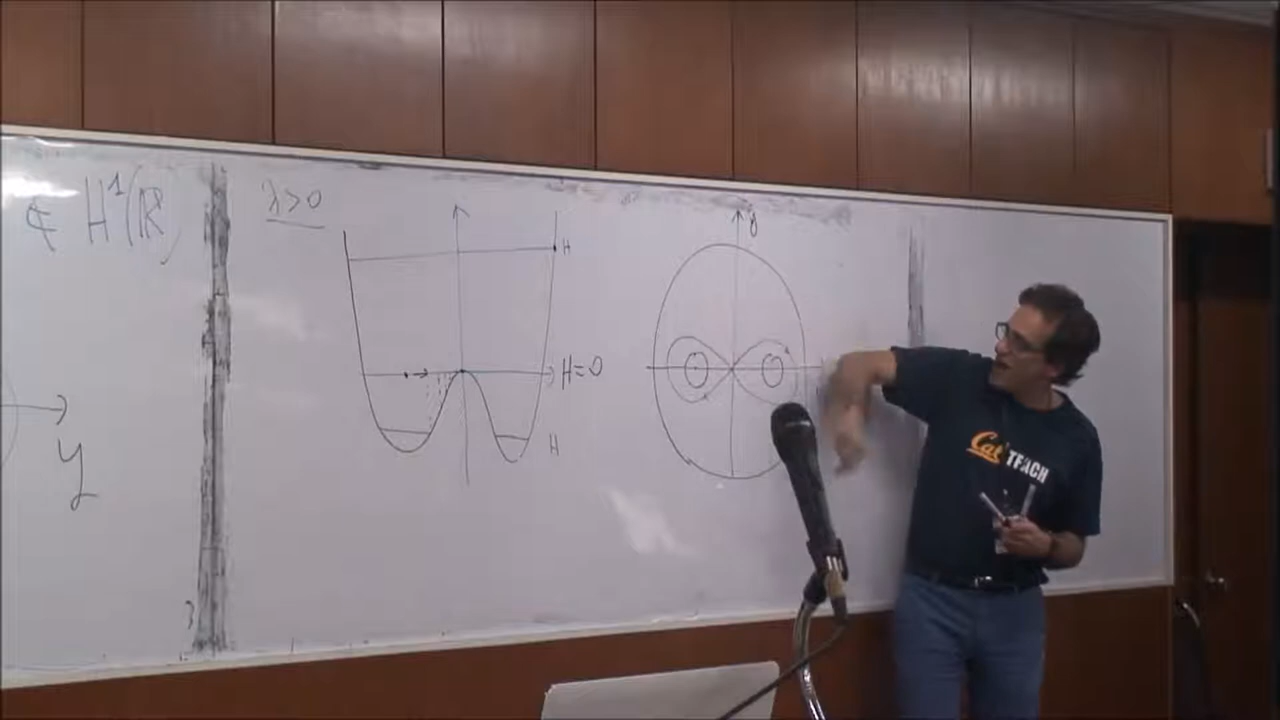 ∉ H¹(ℝ)
y
λ>0
H
H=0
H
y
Cal
TEACH